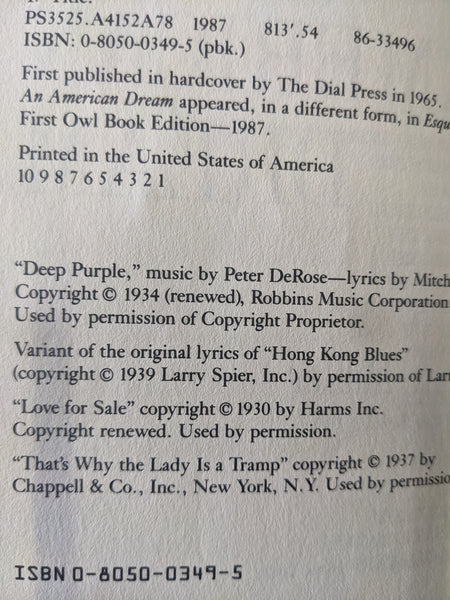 1. Title.
PS3525.A4152A78 1987 813'.54 86-33496
ISBN: 0-8050-0349-5 (pbk.)
First published in hardcover by The Dial Press in 1965.
An American Dream appeared, in a different form, in Esqu
First Owl Book Edition—1987.
Printed in the United States of America
10 9 8 7 6 5 4 3 2 1
“Deep Purple,” music by Peter DeRose—lyrics by Mitch
Copyright © 1934 (renewed), Robbins Music Corporation
Used by permission of Copyright Proprietor.
Variant of the original lyrics of “Hong Kong Blues”
(copyright © 1939 Larry Spier, Inc.) by permission of Lar
“Love for Sale” copyright © 1930 by Harms Inc.
Copyright renewed. Used by permission.
“That’s Why the Lady Is a Tramp” copyright © 1937 by
Chappell & Co., Inc., New York, N.Y. Used by permissio
ISBN 0-8050-0349-5